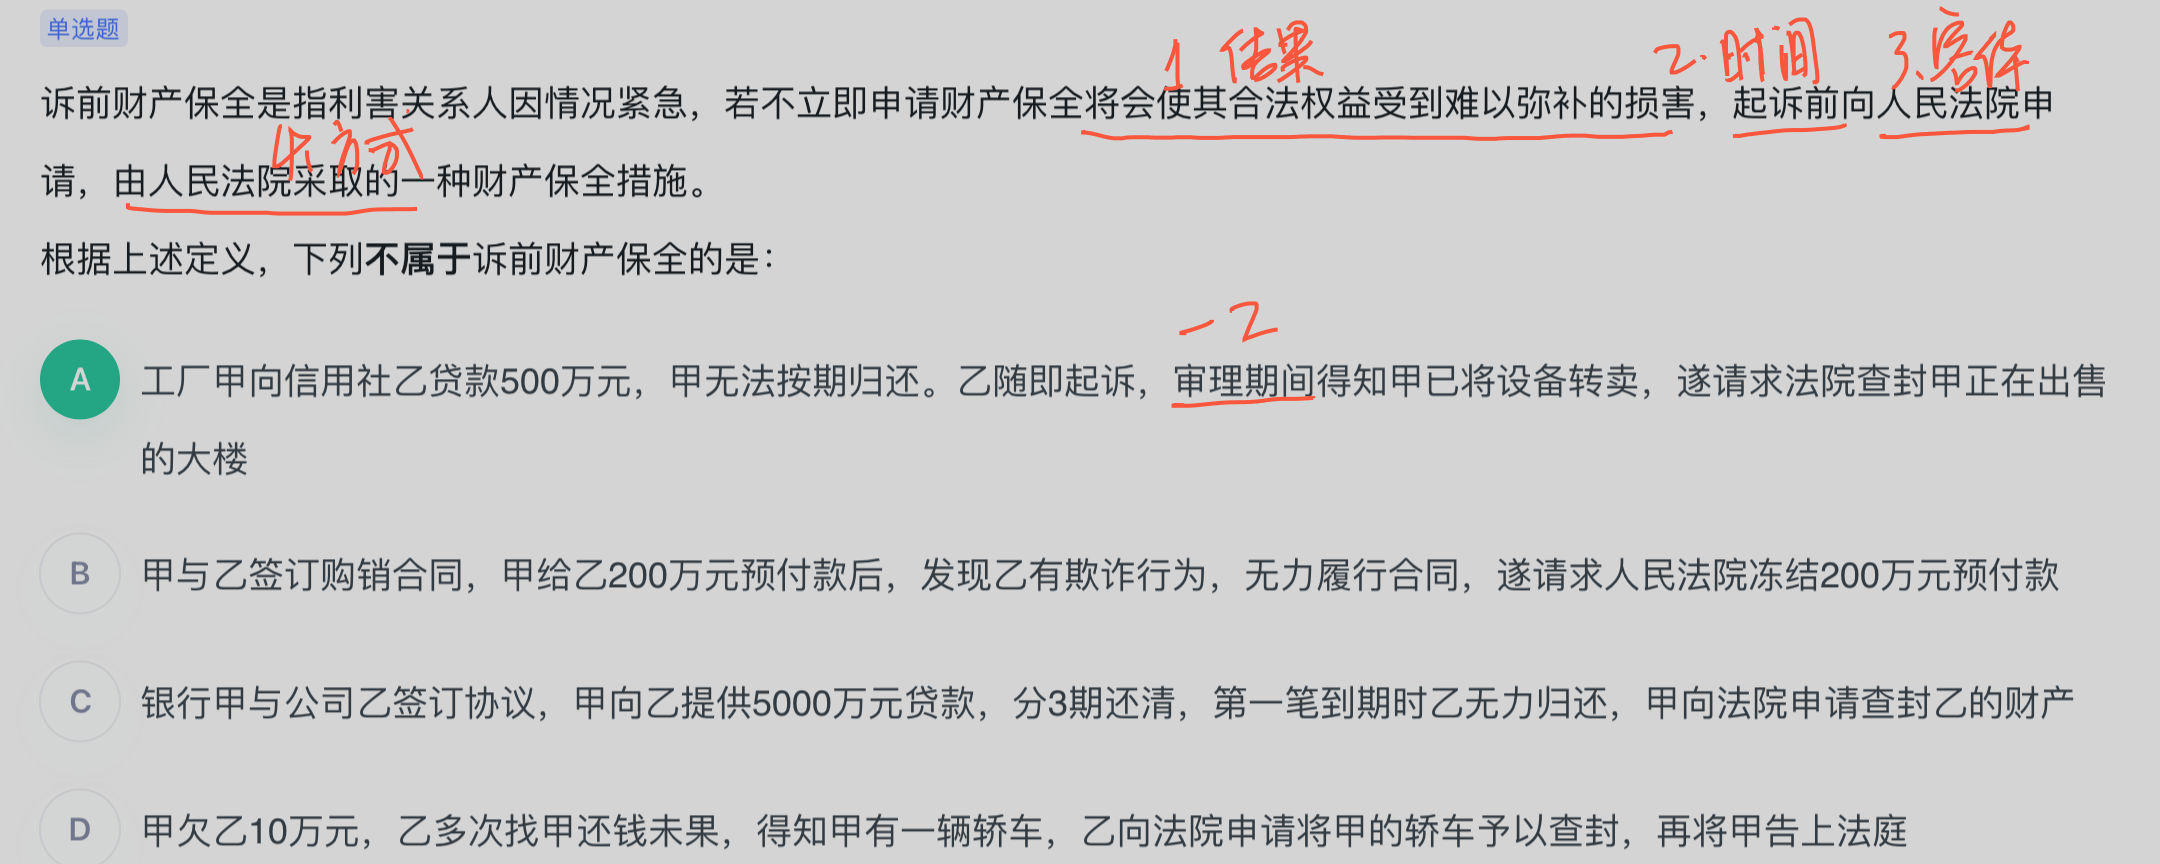 单选题
1 结果 2.时间 3.客体
诉前财产保全是指利害关系人因情况紧急，若不立即申请财产保全将会使其合法权益受到难以弥补的损害，起诉前向人民法院申
4.方式
请，由人民法院采取的一种财产保全措施。
根据上述定义，下列不属于诉前财产保全的是：
-2
A 工厂甲向信用社乙贷款500万元，甲无法按期归还。乙随即起诉，审理期间得知甲已将设备转卖，遂请求法院查封甲正在出售
的大楼
B 甲与乙签订购销合同，甲给乙200万元预付款后，发现乙有欺诈行为，无力履行合同，遂请求人民法院冻结200万元预付款
C 银行甲与公司乙签订协议，甲向乙提供5000万元贷款，分3期还清，第一笔到期时乙无力归还，甲向法院申请查封乙的财产
D 甲欠乙10万元，乙多次找甲还钱未果，得知甲有一辆轿车，乙向法院申请将甲的轿车予以查封，再将甲告上法庭